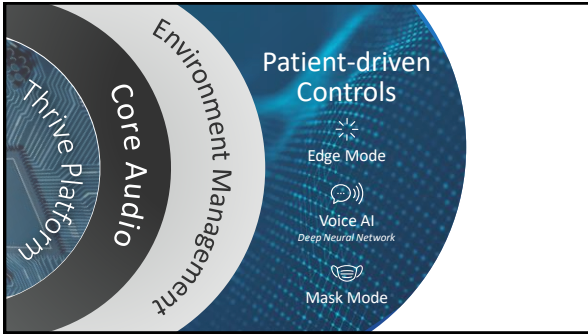 Thrive Platform
Core Audio
Environment Management
Patient-driven
Controls
Edge Mode
Voice AI
Deep Neural Network
Mask Mode